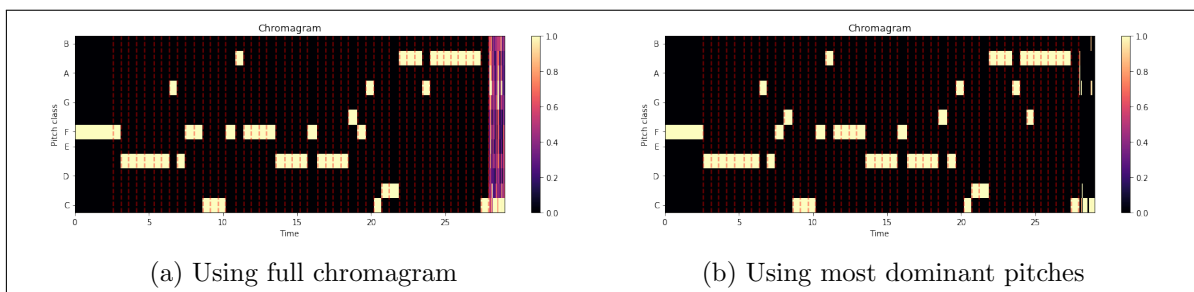 Chromagram
Pitch class
B
A
G
F
E
D
C
0
5
10
15
20
25
Time
1.0
0.8
0.6
0.4
0.2
0.0
(a) Using full chromagram
Chromagram
Pitch class
B
A
G
F
E
D
C
0
5
10
15
20
25
Time
1.0
0.8
0.6
0.4
0.2
0.0
(b) Using most dominant pitches